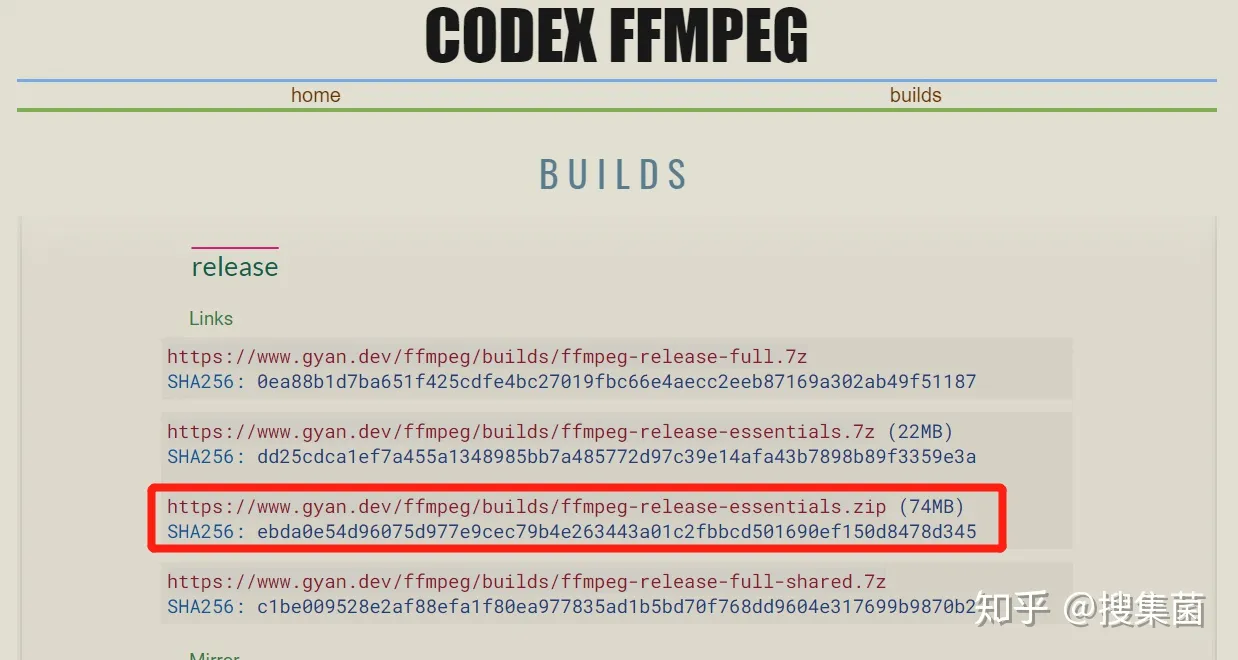 CODEX FFMPEG
home
builds
BUILDS
release
Links
https://www.gyan.dev/ffmpeg/builds/ffmpeg-release-full.7z
SHA256: 0ea88b1d7ba651f425cdfe4bc27019fbc66e4aecc2eeb87169a302ab49f51187
https://www.gyan.dev/ffmpeg/builds/ffmpeg-release-essentials.7z (22MB)
SHA256: dd25cdca1ef7a455a1348985bb7a485772d97c39e14afa43b7898b89f3359e3a
https://www.gyan.dev/ffmpeg/builds/ffmpeg-release-essentials.zip (74MB)
SHA256: ebda0e54d96075d977e9cec79b4e263443a01c2fbbcd501690ef150d8478d345
https://www.gyan.dev/ffmpeg/builds/ffmpeg-release-full-shared.7z
SHA256: c1be009528e2af88efa1f80ea977835ad1b5bd70f768dd9604e317699b9870b2
知乎 @搜集菌
Mirror